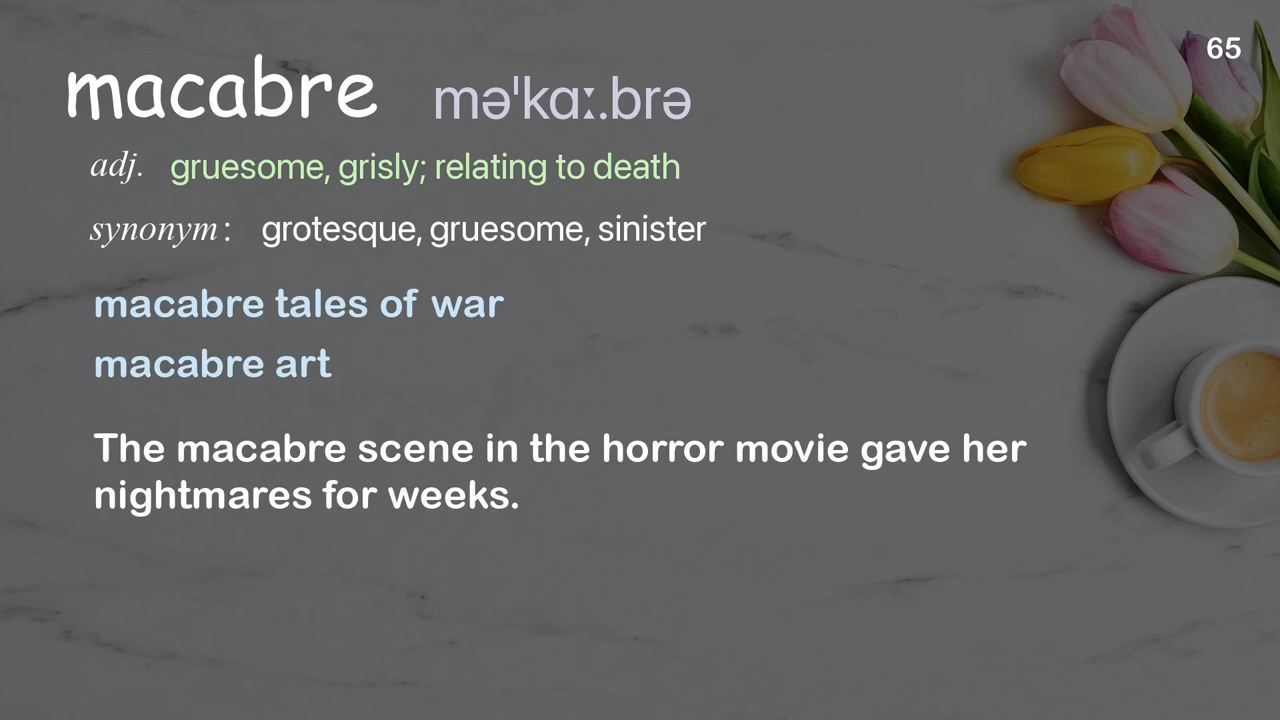 65
macabre məˈkɑː.brə
adj. gruesome, grisly; relating to death
synonym: grotesque, gruesome, sinister
macabre tales of war
macabre art
The macabre scene in the horror movie gave her
nightmares for weeks.